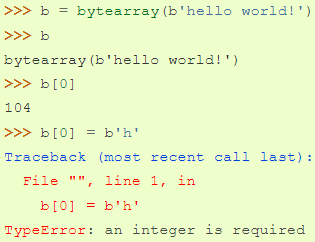 >>> b = bytearray(b'hello world!')
>>> b
bytearray(b'hello world!')
>>> b[0]
104
>>> b[0] = b'h'
Traceback (most recent call last):
  File "", line 1, in
    b[0] = b'h'
TypeError: an integer is required